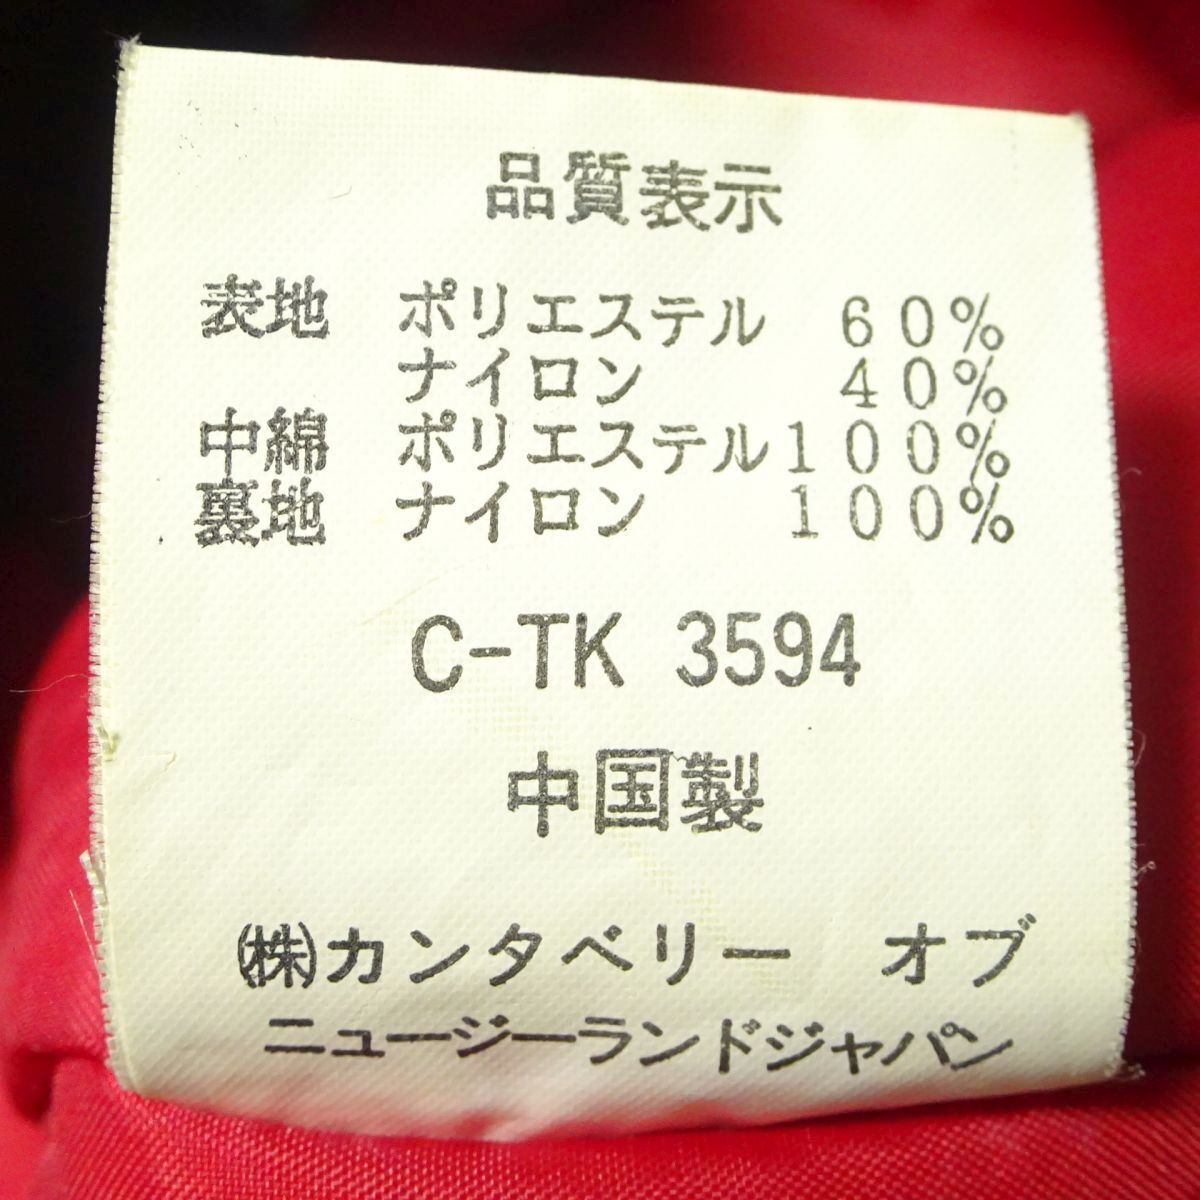 品質表示
表地 ポリエステル 60%
ナイロン 40%
中綿 ポリエステル100%
裏地 ナイロン 100%
C-TK 3594
中国製
㈱カンタベリー オブ
ニュージーランドジャパン